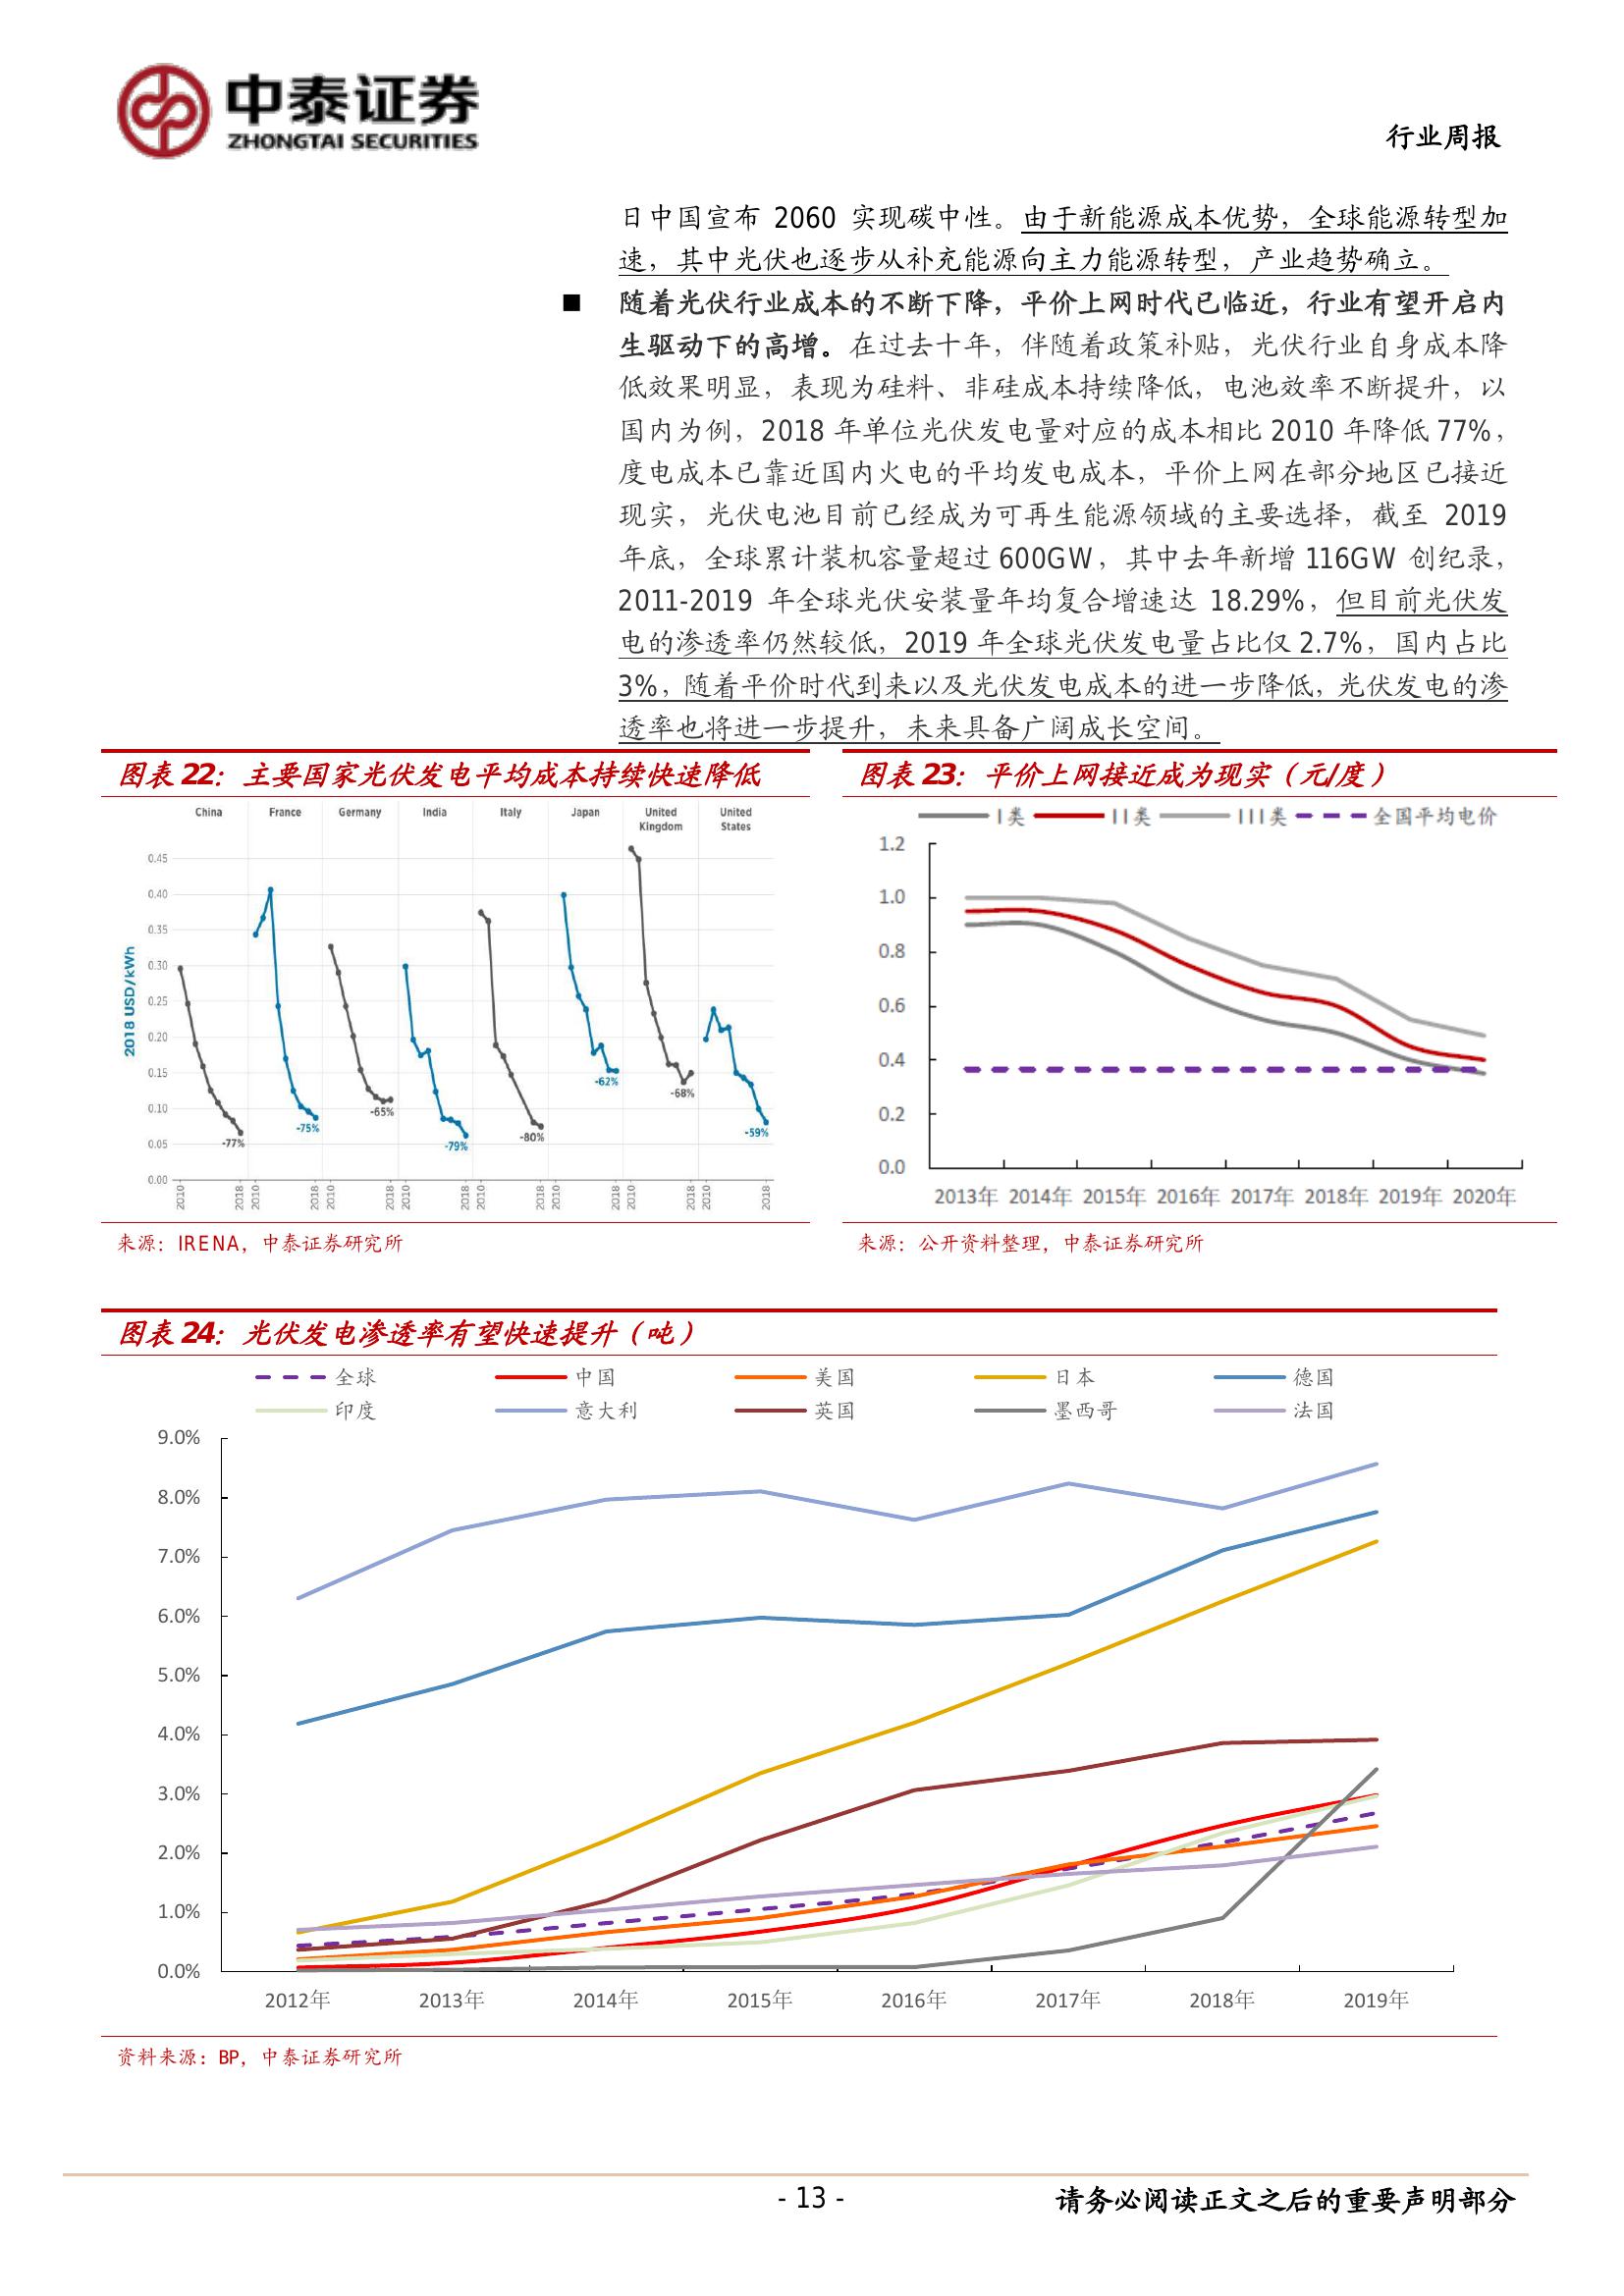 中泰证券
ZHONGTAI SECURITIES
行业周报
日中国宣布 2060 实现碳中性。由于新能源成本优势，全球能源转型加
速，其中光伏也逐步从补充能源向主力能源转型，产业趋势确立。
■ 随着光伏行业成本的不断下降，平价上网时代已临近，行业有望开启内
生驱动下的高增。在过去十年，伴随着政策补贴，光伏行业自身成本降
低效果明显，表现为硅料、非硅成本持续降低，电池效率不断提升，以
国内为例，2018 年单位光伏发电量对应的成本相比 2010 年降低 77%，
度电成本已靠近国内火电的平均发电成本，平价上网在部分地区已接近
现实，光伏电池目前已经成为可再生能源领域的主要选择，截至 2019
年底，全球累计装机容量超过 600GW，其中去年新增 116GW 创纪录，
2011-2019 年全球光伏安装量年均复合增速达 18.29%，但目前光伏发
电的渗透率仍然较低，2019 年全球光伏发电量占比仅 2.7%，国内占比
3%，随着平价时代到来以及光伏发电成本的进一步降低，光伏发电的渗
透率也将进一步提升，未来具备广阔成长空间。
图表 22：主要国家光伏发电平均成本持续快速降低
China France Germany India Italy Japan United Kingdom United States
2018 USD/kWh
0.45
0.40
0.35
0.30
0.25
0.20
0.15
0.10
0.05
0.00
-77% -75% -65% -79% -80% -62% -68% -59%
2010 2018 2010 2018 2010 2018 2010 2018 2010 2018 2010 2018 2010 2018 2010 2018
来源：IRENA，中泰证券研究所
图表 23：平价上网接近成为现实（元/度）
I类 II类 III类 全国平均电价
1.2
1.0
0.8
0.6
0.4
0.2
0.0
2013年 2014年 2015年 2016年 2017年 2018年 2019年 2020年
来源：公开资料整理，中泰证券研究所
图表 24：光伏发电渗透率有望快速提升（吨）
全球 中国 美国 日本 德国
印度 意大利 英国 墨西哥 法国
9.0%
8.0%
7.0%
6.0%
5.0%
4.0%
3.0%
2.0%
1.0%
0.0%
2012年 2013年 2014年 2015年 2016年 2017年 2018年 2019年
资料来源：BP，中泰证券研究所
- 13 -
请务必阅读正文之后的重要声明部分